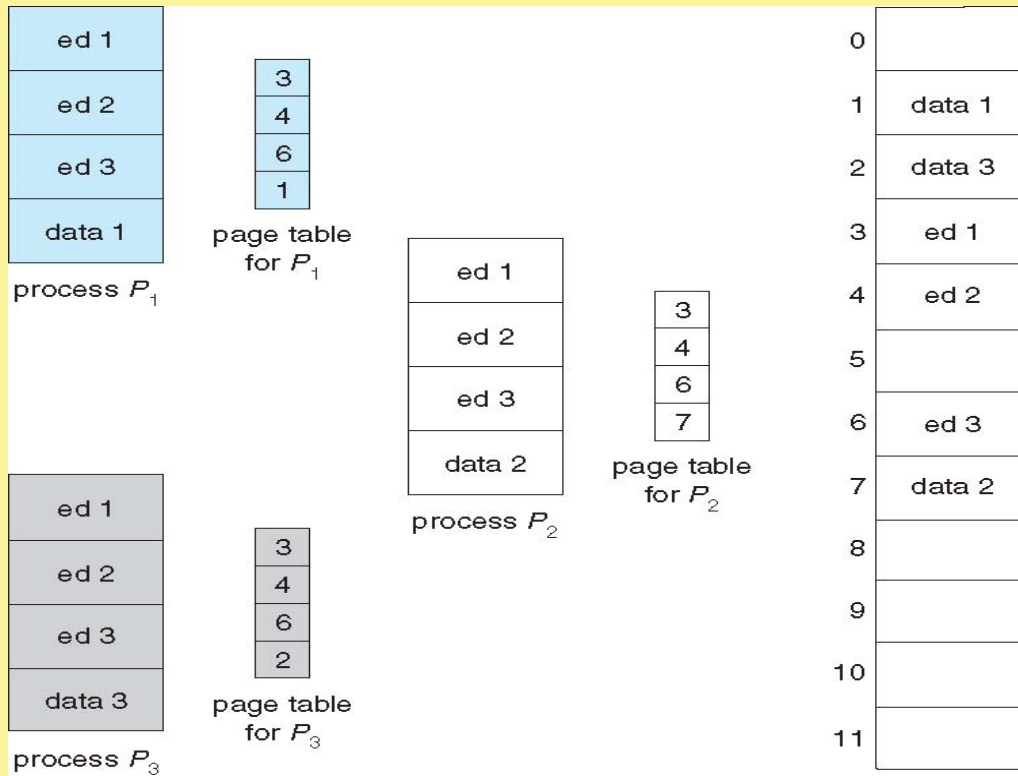 ed 1
ed 2
ed 3
data 1
process P₁
3
4
6
1
page table
for P₁
ed 1
ed 2
ed 3
data 2
process P₂
3
4
6
7
page table
for P₂
ed 1
ed 2
ed 3
data 3
process P₃
3
4
6
2
page table
for P₃
0
1 data 1
2 data 3
3 ed 1
4 ed 2
5
6 ed 3
7 data 2
8
9
10
11